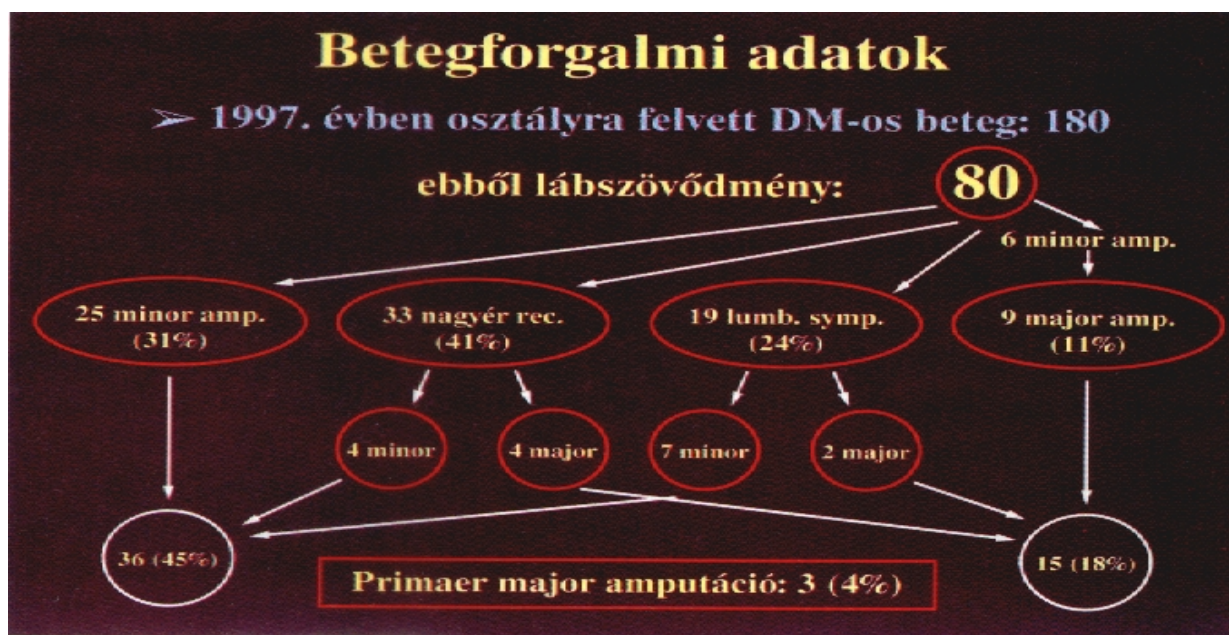 Betegforgalmi adatok
➢ 1997. évben osztályra felvett DM-os beteg: 180
ebből lábszövődmény:
80
6 minor amp.
25 minor amp.
(31%)
33 nagyér rec.
(41%)
19 lumb. symp.
(24%)
9 major amp.
(11%)
4 minor
4 major
7 minor
2 major
36 (45%)
15 (18%)
Primaer major amputáció: 3 (4%)